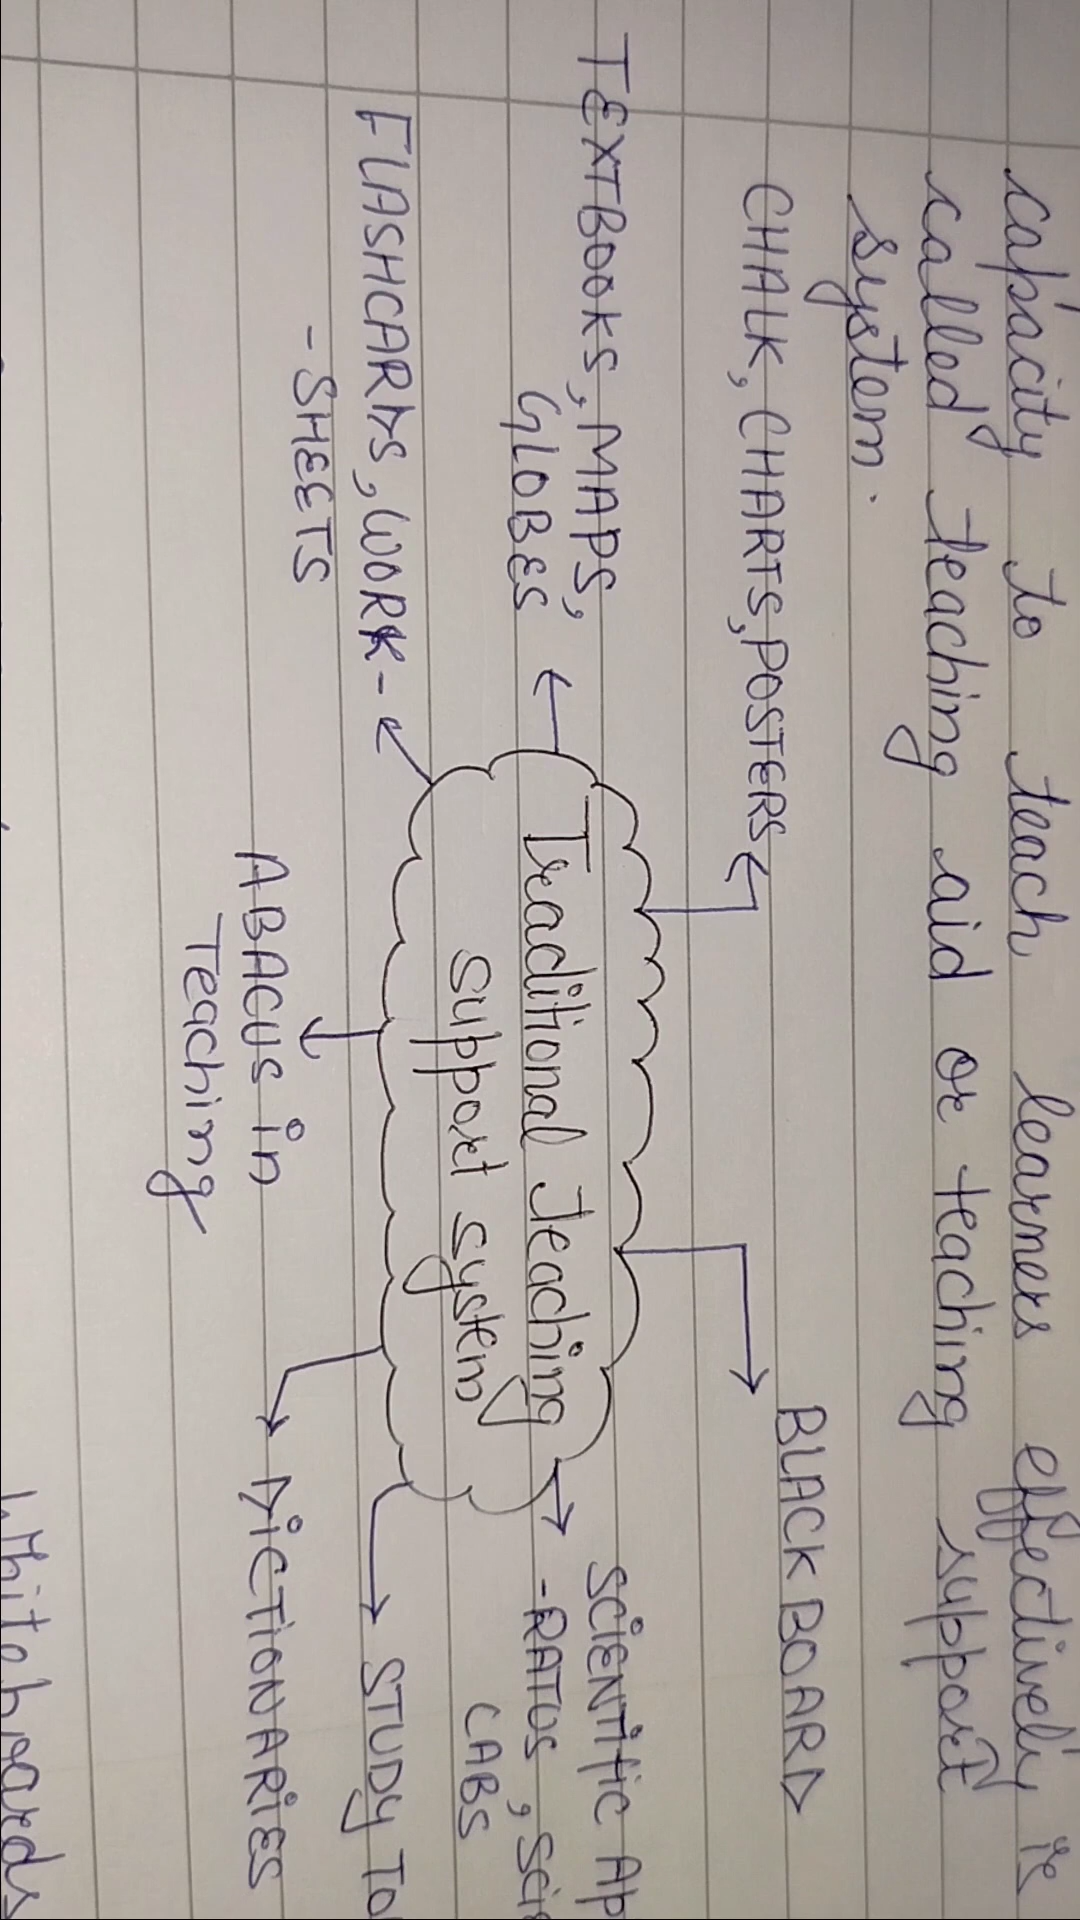 capacity to teach learners effectively is
called teaching aid or teaching support
system.
CHALK, CHARTS, POSTERS
BLACK BOARD
TEXTBOOKS, MAPS,
GLOBES
SCIENTIFIC AP
-RATUS, SCIE
LABS
Traditional Teaching
support system
FLASHCARDS, WORK-
-SHEETS
STUDY TO
ABACUS in
Teaching
DICTIONARIES
Whiteboards